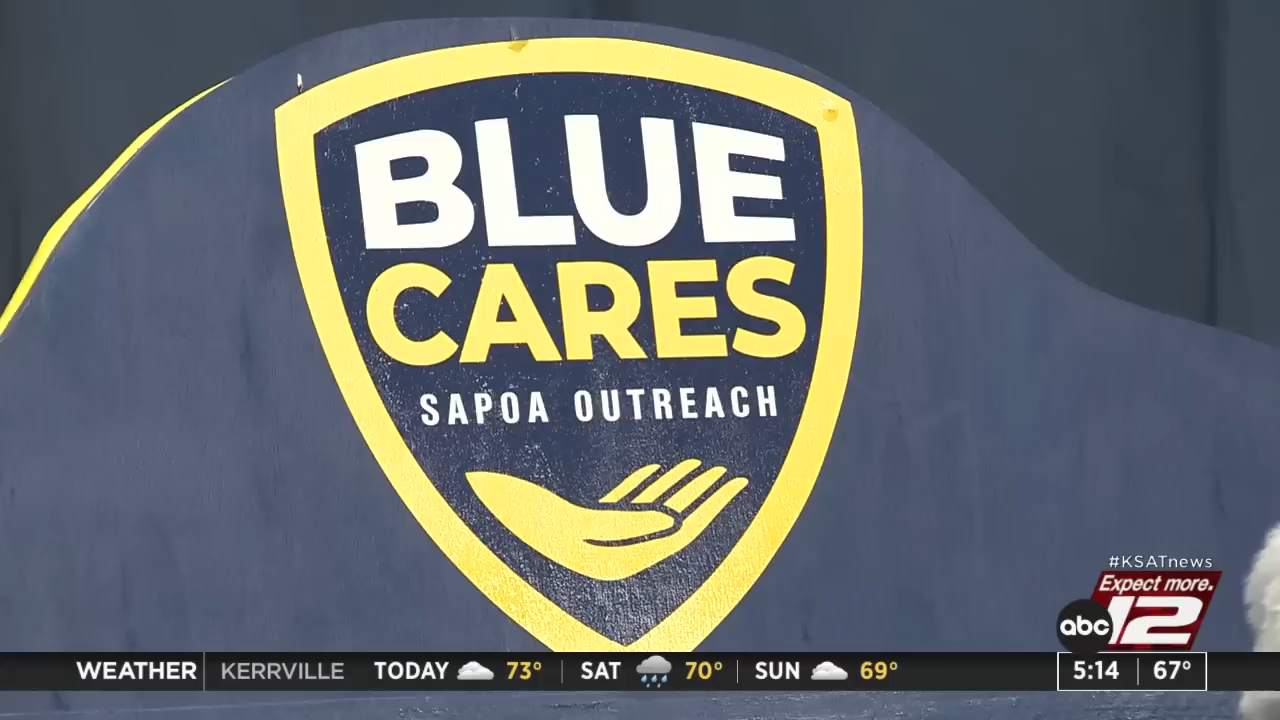 BLUE
CARES
SAPOA OUTREACH
#KSATnews
Expect more.
abc 12
WEATHER KERRVILLE TODAY 73° SAT 70° SUN 69° 5:14 67°